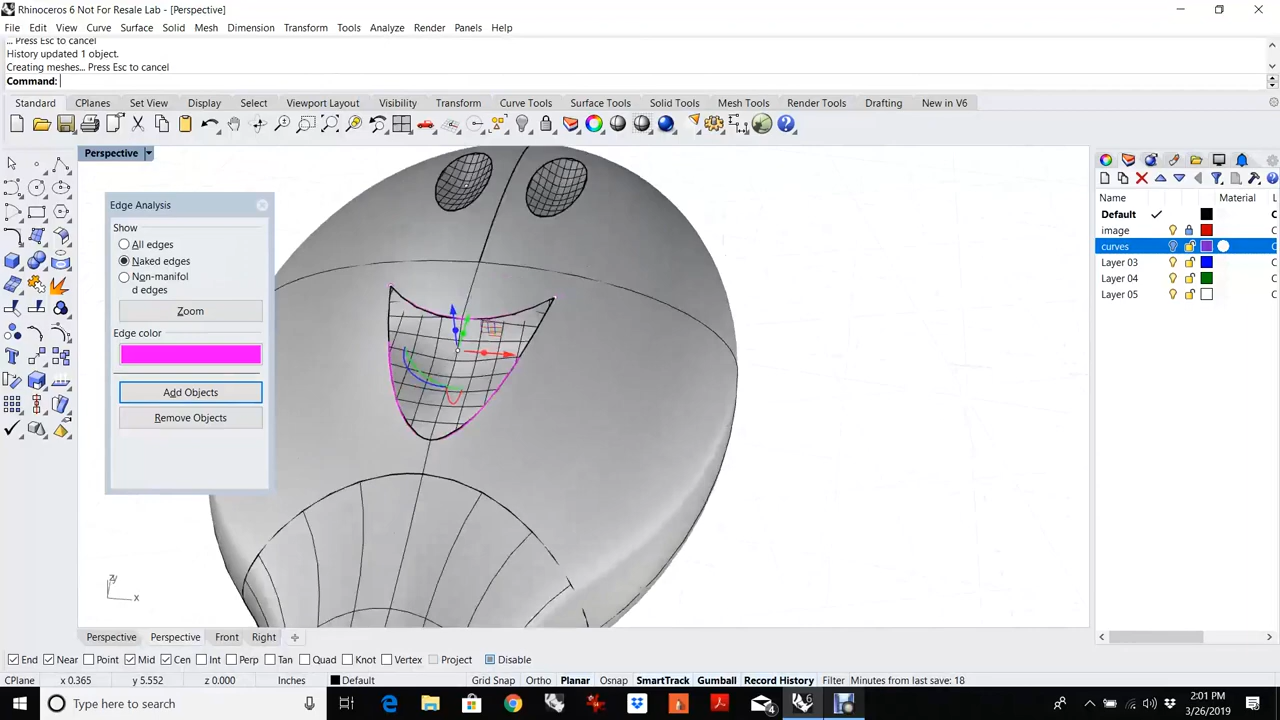 Rhinoceros 6 Not For Resale Lab - [Perspective]
File Edit View Curve Surface Solid Mesh Dimension Transform Tools Analyze Render Panels Help
... Press Esc to cancel
History updated 1 object.
Creating meshes... Press Esc to cancel
Command:
Standard CPlanes Set View Display Select Viewport Layout Visibility Transform Curve Tools Surface Tools Solid Tools Mesh Tools Render Tools Drafting New in V6
Perspective
Name Material L
Default
image C
curves C
Layer 03 C
Layer 04 C
Layer 05 C
Edge Analysis
Show
All edges
Naked edges
Non-manifol
d edges
Zoom
Edge color
Add Objects
Remove Objects
z
x
Perspective Perspective Front Right
End Near Point Mid Cen Int Perp Tan Quad Knot Vertex Project Disable
CPlane x 0.365 y 5.552 z 0.000 Inches Default Grid Snap Ortho Planar Osnap SmartTrack Gumball Record History Filter Minutes from last save: 18
Type here to search
4
2:01 PM
3/26/2019